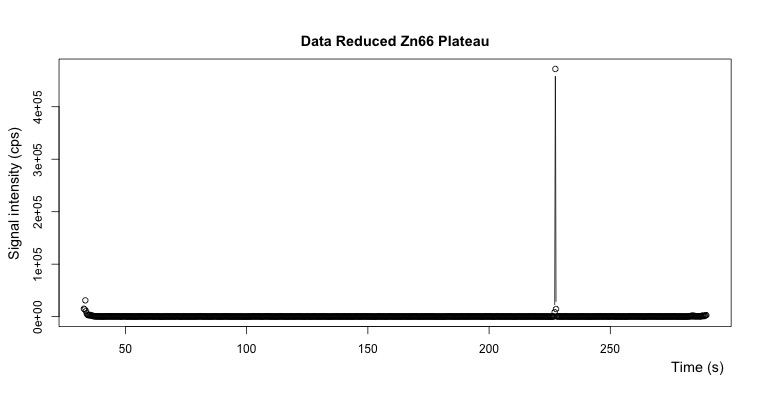 Data Reduced Zn66 Plateau
Signal intensity (cps)
4e+05
3e+05
2e+05
1e+05
0e+00
50 100 150 200 250
Time (s)